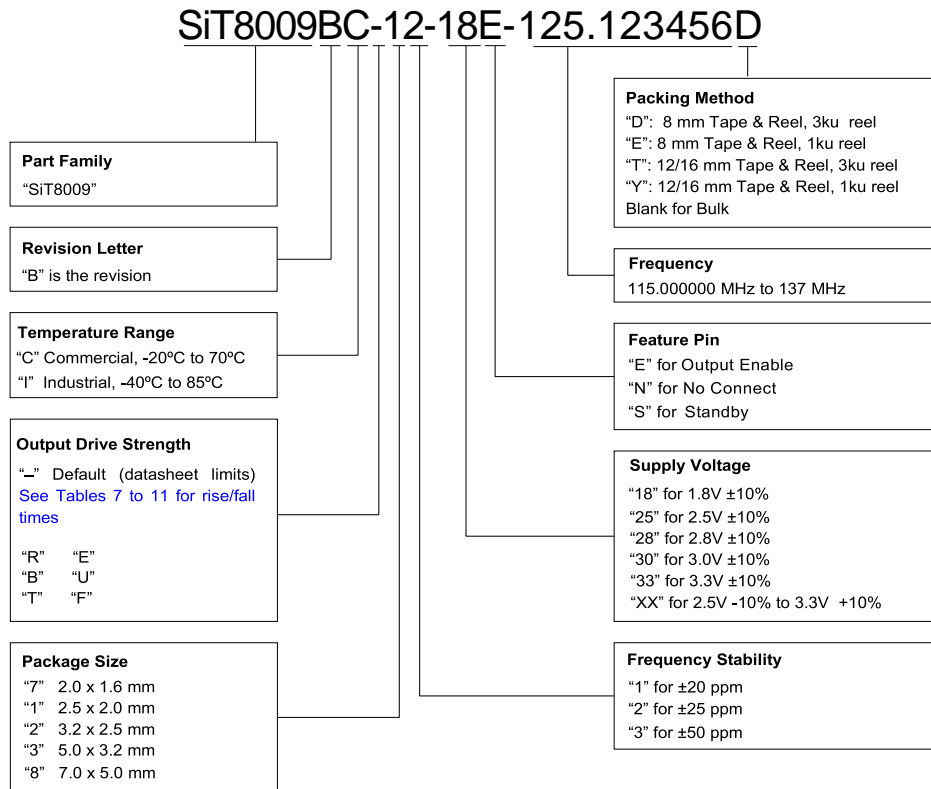 SiT8009BC-12-18E-125.123456D
Part Family
“SiT8009”
Revision Letter
“B” is the revision
Temperature Range
“C” Commercial, -20ºC to 70ºC
“I” Industrial, -40ºC to 85ºC
Output Drive Strength
“–” Default (datasheet limits)
See Tables 7 to 11 for rise/fall
times
“R” “E”
“B” “U”
“T” “F”
Package Size
“7” 2.0 x 1.6 mm
“1” 2.5 x 2.0 mm
“2” 3.2 x 2.5 mm
“3” 5.0 x 3.2 mm
“8” 7.0 x 5.0 mm
Packing Method
“D”: 8 mm Tape & Reel, 3ku reel
“E”: 8 mm Tape & Reel, 1ku reel
“T”: 12/16 mm Tape & Reel, 3ku reel
“Y”: 12/16 mm Tape & Reel, 1ku reel
Blank for Bulk
Frequency
115.000000 MHz to 137 MHz
Feature Pin
“E” for Output Enable
“N” for No Connect
“S” for Standby
Supply Voltage
“18” for 1.8V ±10%
“25” for 2.5V ±10%
“28” for 2.8V ±10%
“30” for 3.0V ±10%
“33” for 3.3V ±10%
“XX” for 2.5V -10% to 3.3V +10%
Frequency Stability
“1” for ±20 ppm
“2” for ±25 ppm
“3” for ±50 ppm